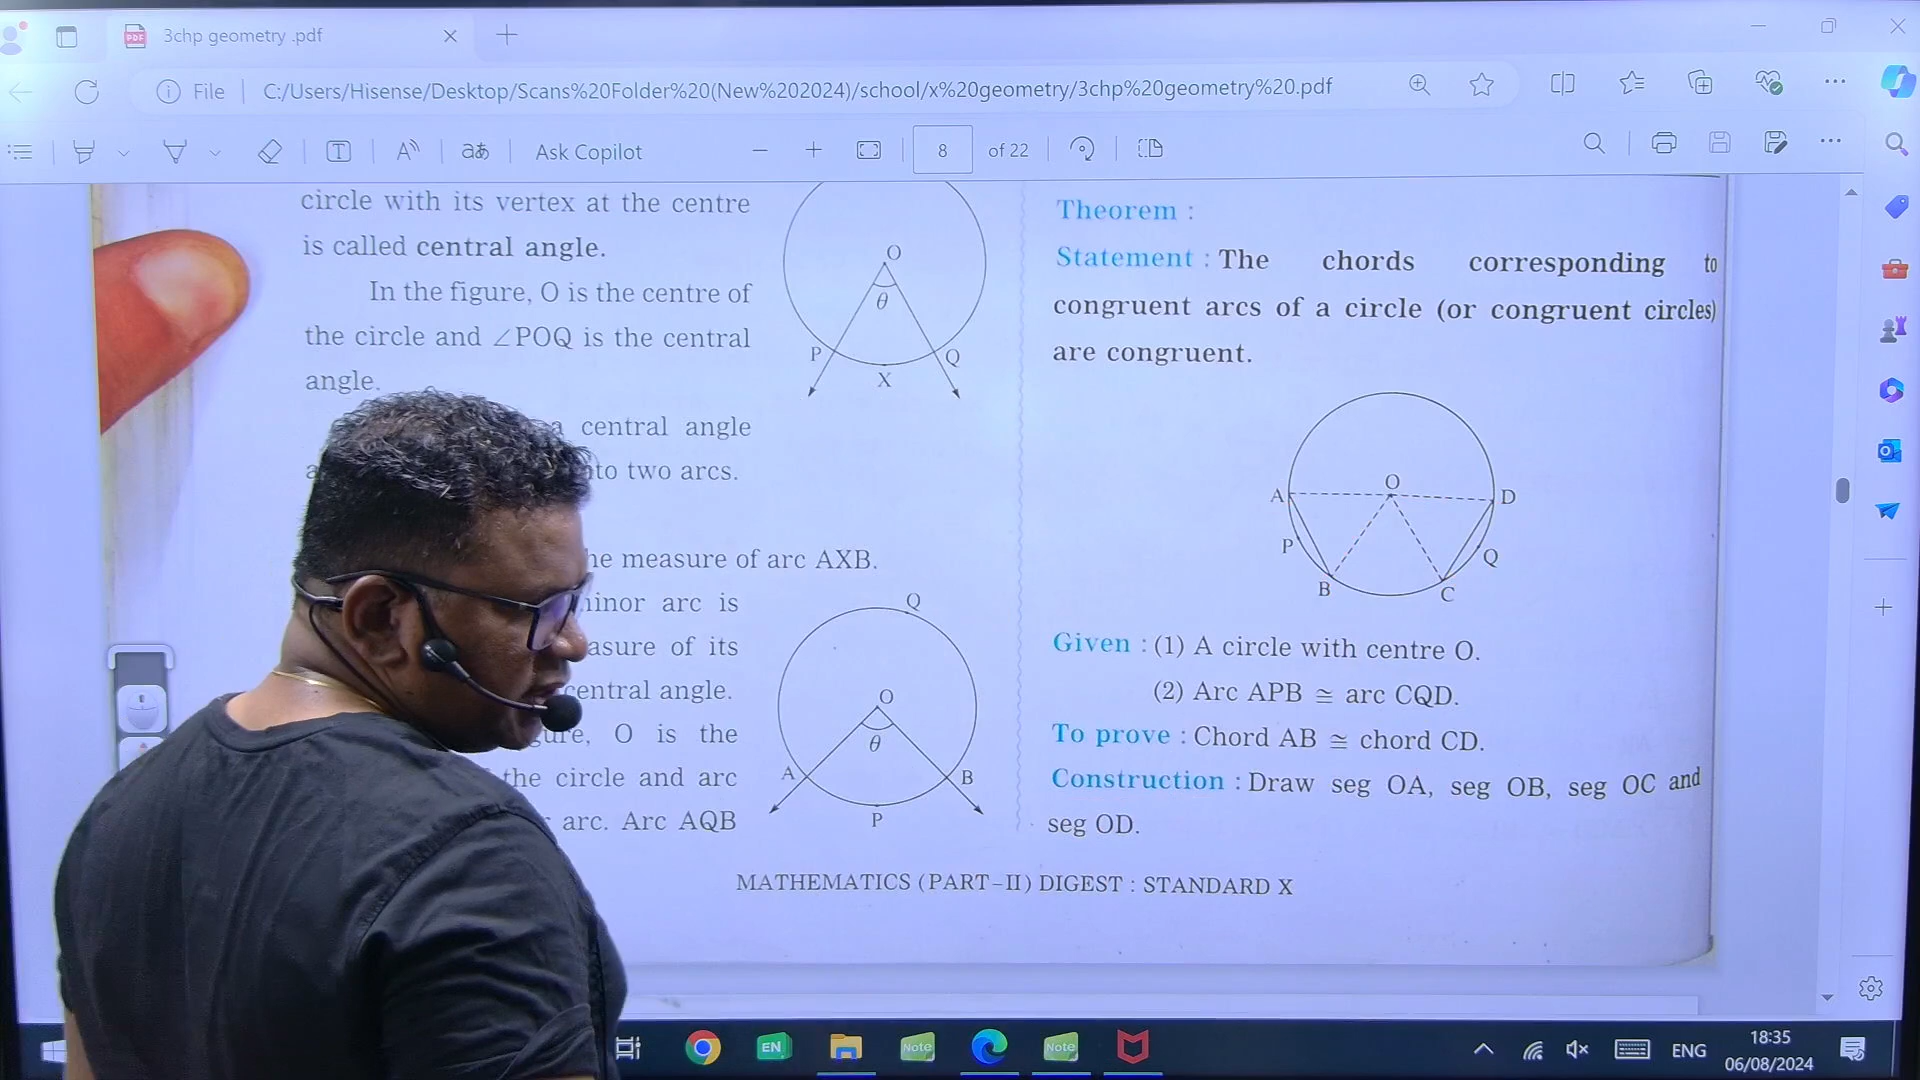 3chp geometry .pdf
File
C:/Users/Hisense/Desktop/Scans%20Folder%20(New%202024)/school/x%20geometry/3chp%20geometry%20.pdf
Ask Copilot
8 of 22
circle with its vertex at the centre
is called central angle.
In the figure, O is the centre of
the circle and ∠POQ is the central
angle.
a central angle
to two arcs.
measure of arc AXB.
arc is
of its
central angle.
O is the
the circle and arc
arc. Arc AQB
O
θ
P
Q
X
Q
O
θ
A
B
P
Theorem :
Statement : The chords corresponding to
congruent arcs of a circle (or congruent circles)
are congruent.
O
A
D
P
Q
B
C
Given : (1) A circle with centre O.
(2) Arc APB ≅ arc CQD.
To prove : Chord AB ≅ chord CD.
Construction : Draw seg OA, seg OB, seg OC and
seg OD.
MATHEMATICS (PART–II) DIGEST : STANDARD X
EN
Note
Note
ENG
18:35
06/08/2024